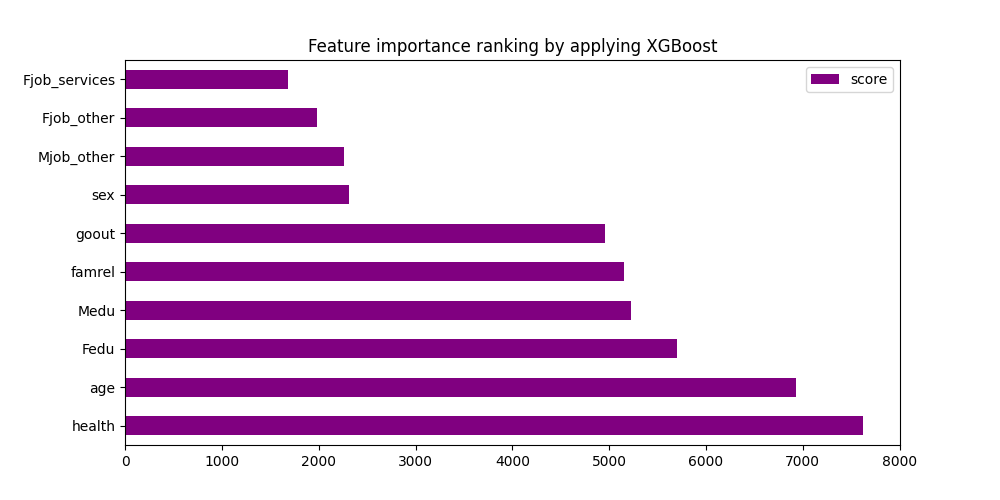 Feature importance ranking by applying XGBoost
score
Fjob_services
Fjob_other
Mjob_other
sex
goout
famrel
Medu
Fedu
age
health
0 1000 2000 3000 4000 5000 6000 7000 8000